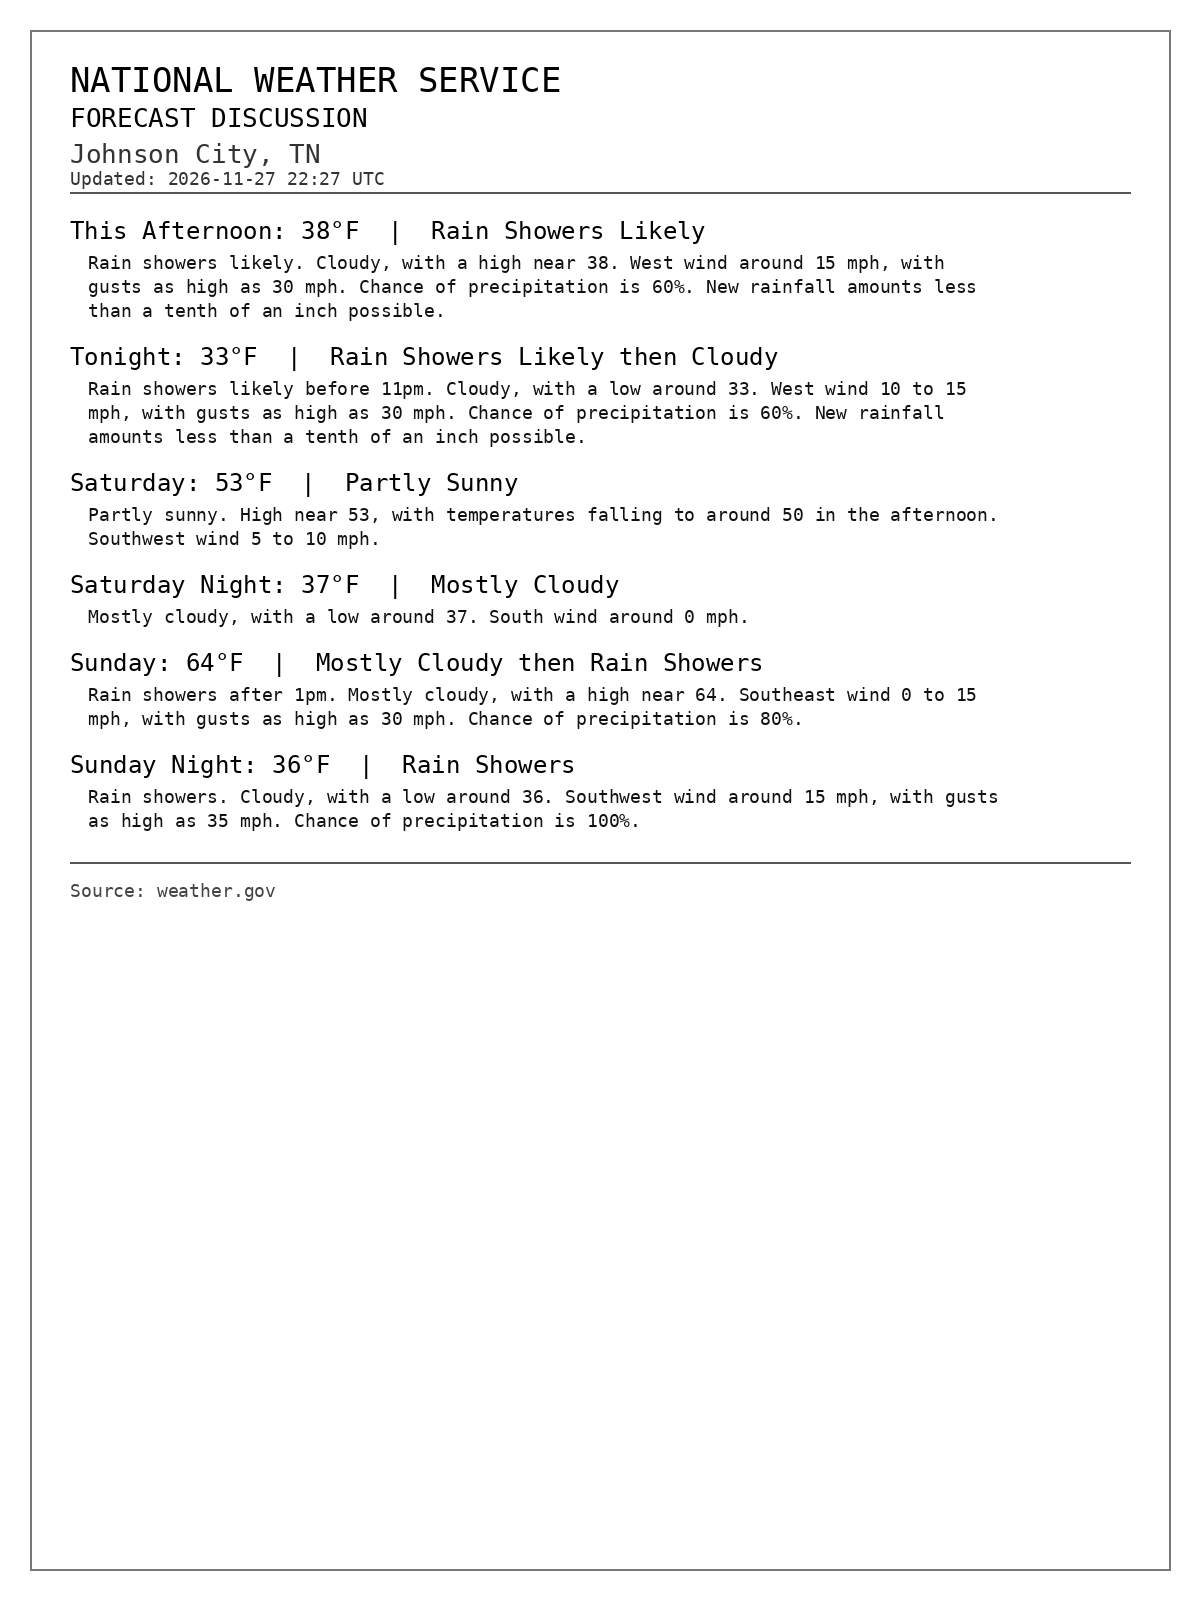 NATIONAL WEATHER SERVICE
FORECAST DISCUSSION
Johnson City, TN
Updated: 2026-11-27 22:27 UTC
This Afternoon: 38°F  |  Rain Showers Likely
Rain showers likely. Cloudy, with a high near 38. West wind around 15 mph, with
gusts as high as 30 mph. Chance of precipitation is 60%. New rainfall amounts less
than a tenth of an inch possible.
Tonight: 33°F  |  Rain Showers Likely then Cloudy
Rain showers likely before 11pm. Cloudy, with a low around 33. West wind 10 to 15
mph, with gusts as high as 30 mph. Chance of precipitation is 60%. New rainfall
amounts less than a tenth of an inch possible.
Saturday: 53°F  |  Partly Sunny
Partly sunny. High near 53, with temperatures falling to around 50 in the afternoon.
Southwest wind 5 to 10 mph.
Saturday Night: 37°F  |  Mostly Cloudy
Mostly cloudy, with a low around 37. South wind around 0 mph.
Sunday: 64°F  |  Mostly Cloudy then Rain Showers
Rain showers after 1pm. Mostly cloudy, with a high near 64. Southeast wind 0 to 15
mph, with gusts as high as 30 mph. Chance of precipitation is 80%.
Sunday Night: 36°F  |  Rain Showers
Rain showers. Cloudy, with a low around 36. Southwest wind around 15 mph, with gusts
as high as 35 mph. Chance of precipitation is 100%.
Source: weather.gov